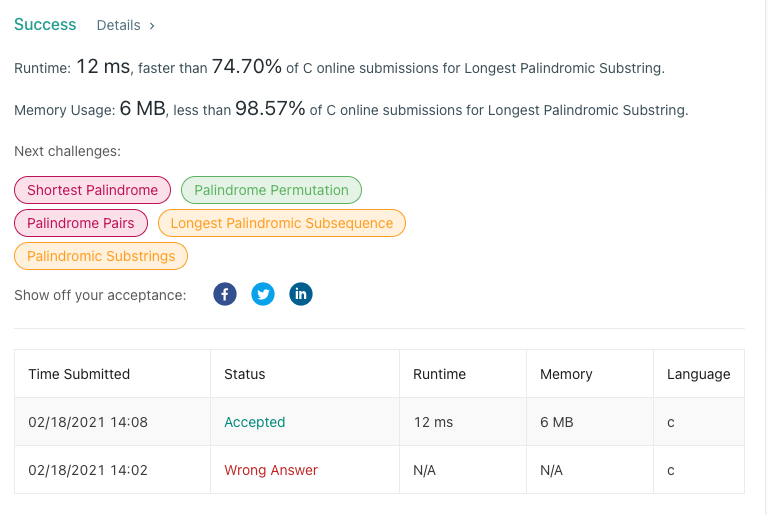 Success Details >
Runtime: 12 ms, faster than 74.70% of C online submissions for Longest Palindromic Substring.
Memory Usage: 6 MB, less than 98.57% of C online submissions for Longest Palindromic Substring.
Next challenges:
Shortest Palindrome Palindrome Permutation
Palindrome Pairs Longest Palindromic Subsequence
Palindromic Substrings
Show off your acceptance: f in
Time Submitted Status Runtime Memory Language
02/18/2021 14:08 Accepted 12 ms 6 MB c
02/18/2021 14:02 Wrong Answer N/A N/A c